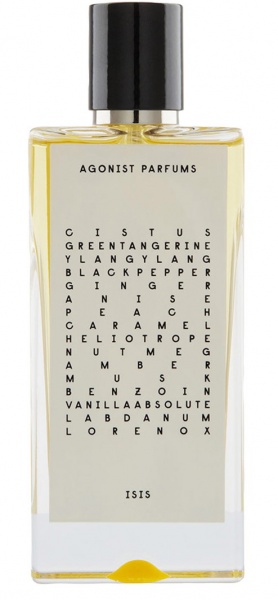 AGONIST PARFUMS
CISTUS
GREENTANGERINE
YLANGYLANG
BLACKPEPPER
GINGER
ANISE
PEACH
CARAMEL
HELIOTROPE
NUTMEG
AMBER
MUSK
BENZOIN
VANILLAABSOLUTE
LABDANUM
LORENOX
ISIS